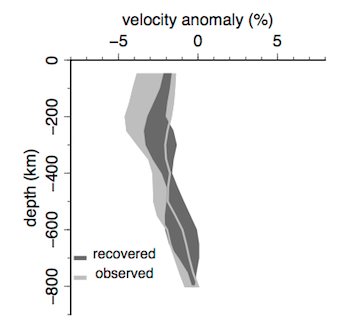 velocity anomaly (%)
−5 0 5
0
−200
−400
−600
−800
depth (km)
recovered
observed